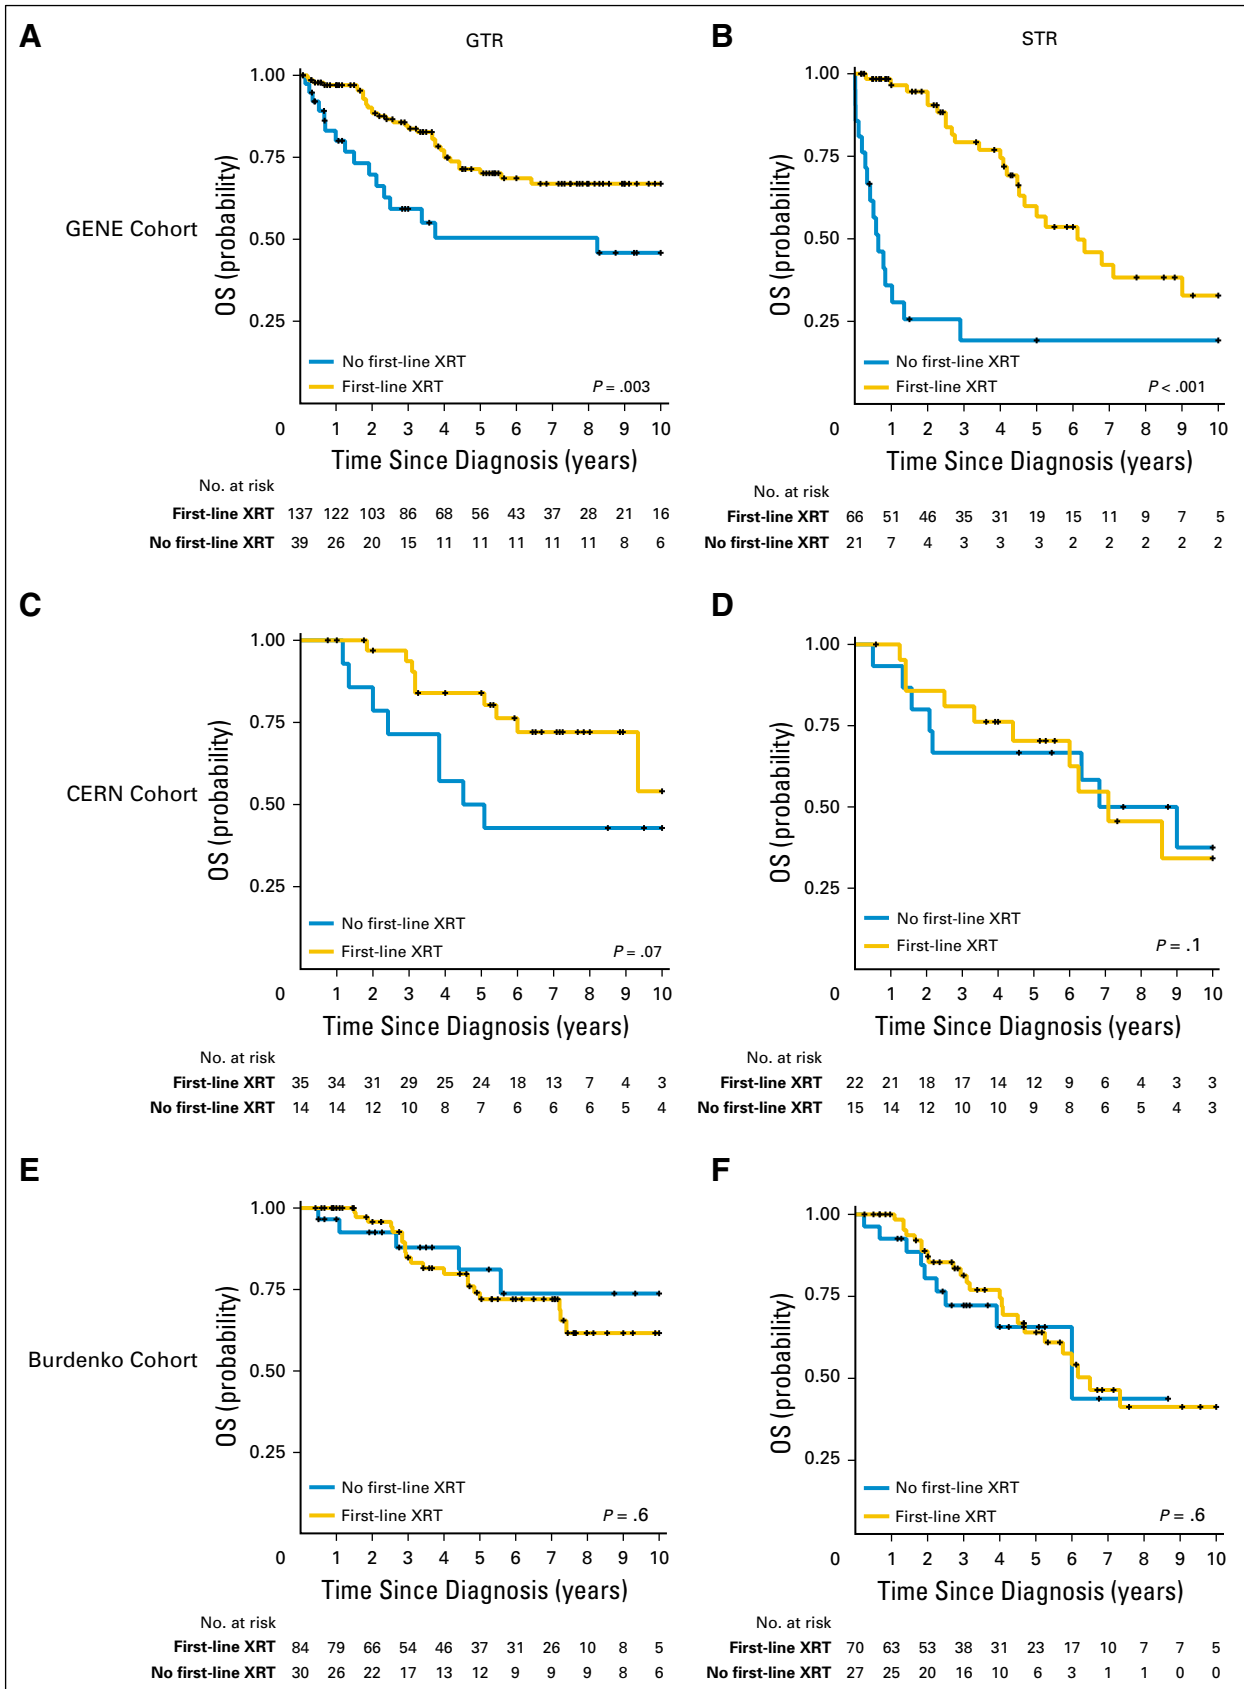 A
GTR
1.00
0.75
0.50
0.25
OS (probability)
GENE Cohort
No first-line XRT
First-line XRT
P = .003
0 1 2 3 4 5 6 7 8 9 10
Time Since Diagnosis (years)
No. at risk
First-line XRT 137 122 103 86 68 56 43 37 28 21 16
No first-line XRT 39 26 20 15 11 11 11 11 11 8 6
B
STR
1.00
0.75
0.50
0.25
OS (probability)
No first-line XRT
First-line XRT
P < .001
0 1 2 3 4 5 6 7 8 9 10
Time Since Diagnosis (years)
No. at risk
First-line XRT 66 51 46 35 31 19 15 11 9 7 5
No first-line XRT 21 7 4 3 3 3 2 2 2 2 2
C
1.00
0.75
0.50
0.25
OS (probability)
CERN Cohort
No first-line XRT
First-line XRT
P = .07
0 1 2 3 4 5 6 7 8 9 10
Time Since Diagnosis (years)
No. at risk
First-line XRT 35 34 31 29 25 24 18 13 7 4 3
No first-line XRT 14 14 12 10 8 7 6 6 6 5 4
D
1.00
0.75
0.50
0.25
OS (probability)
No first-line XRT
First-line XRT
P = .1
0 1 2 3 4 5 6 7 8 9 10
Time Since Diagnosis (years)
No. at risk
First-line XRT 22 21 18 17 14 12 9 6 4 3 3
No first-line XRT 15 14 12 10 10 9 8 6 5 4 3
E
1.00
0.75
0.50
0.25
OS (probability)
Burdenko Cohort
No first-line XRT
First-line XRT
P = .6
0 1 2 3 4 5 6 7 8 9 10
Time Since Diagnosis (years)
No. at risk
First-line XRT 84 79 66 54 46 37 31 26 10 8 5
No first-line XRT 30 26 22 17 13 12 9 9 9 8 6
F
1.00
0.75
0.50
0.25
OS (probability)
No first-line XRT
First-line XRT
P = .6
0 1 2 3 4 5 6 7 8 9 10
Time Since Diagnosis (years)
No. at risk
First-line XRT 70 63 53 38 31 23 17 10 7 7 5
No first-line XRT 27 25 20 16 10 6 3 1 1 0 0